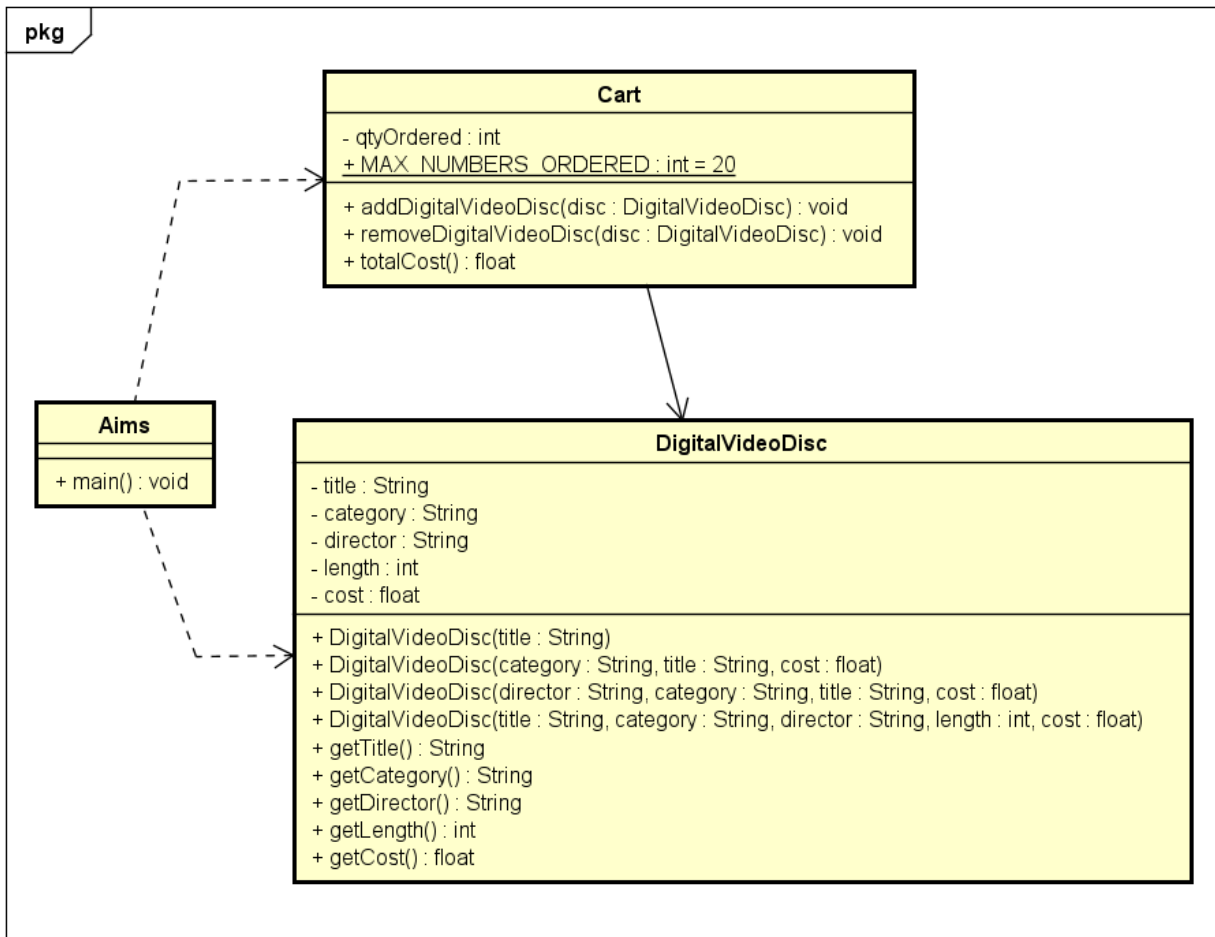 pkg
Cart
- qtyOrdered : int
+ MAX_NUMBERS_ORDERED : int = 20
+ addDigitalVideoDisc(disc : DigitalVideoDisc) : void
+ removeDigitalVideoDisc(disc : DigitalVideoDisc) : void
+ totalCost() : float
Aims
+ main() : void
DigitalVideoDisc
- title : String
- category : String
- director : String
- length : int
- cost : float
+ DigitalVideoDisc(title : String)
+ DigitalVideoDisc(category : String, title : String, cost : float)
+ DigitalVideoDisc(director : String, category : String, title : String, cost : float)
+ DigitalVideoDisc(title : String, category : String, director : String, length : int, cost : float)
+ getTitle() : String
+ getCategory() : String
+ getDirector() : String
+ getLength() : int
+ getCost() : float